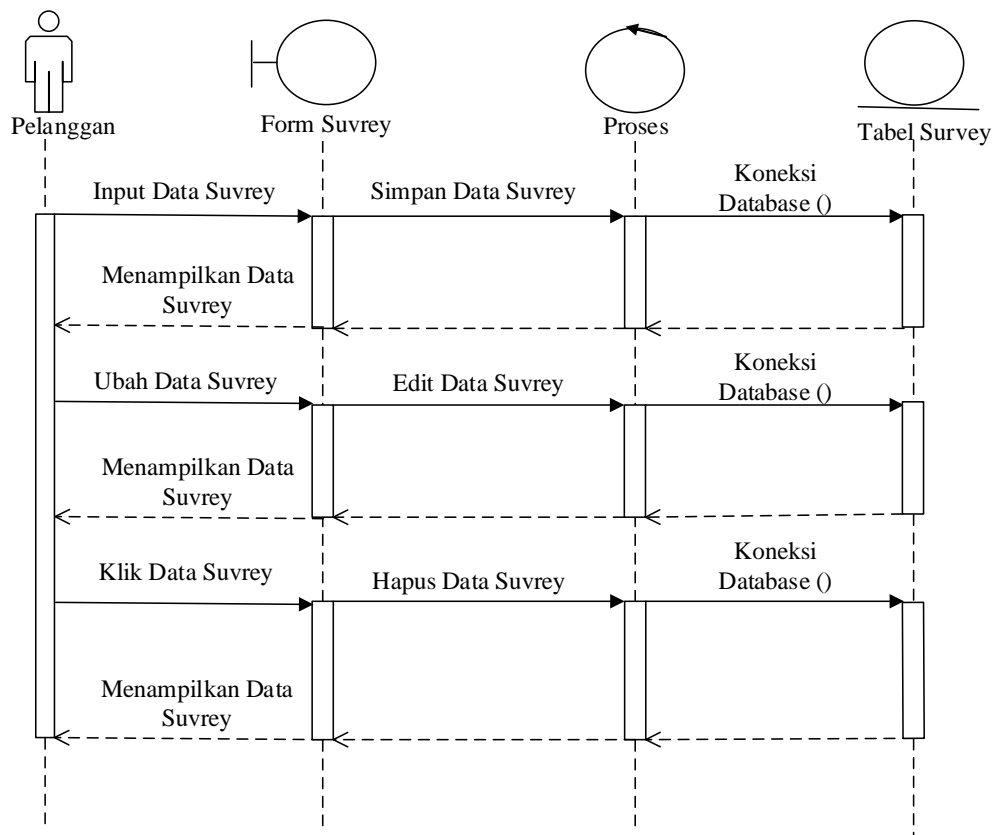 Pelanggan
Form Suvrey
Proses
Tabel Survey
Input Data Suvrey
Simpan Data Suvrey
Koneksi
Database ()
Menampilkan Data
Suvrey
Ubah Data Suvrey
Edit Data Suvrey
Koneksi
Database ()
Menampilkan Data
Suvrey
Klik Data Suvrey
Hapus Data Suvrey
Koneksi
Database ()
Menampilkan Data
Suvrey